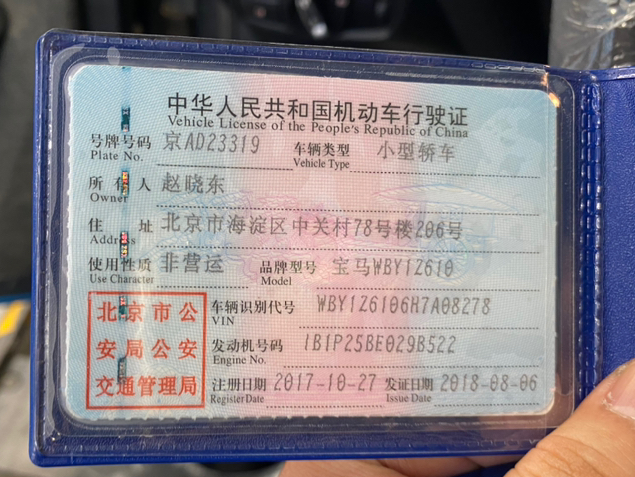 中华人民共和国机动车行驶证
Vehicle License of the People's Republic of China
号牌号码 京AD23319 车辆类型 小型轿车
Plate No. Vehicle Type
所有人 赵晓东
Owner
住址 北京市海淀区中关村78号楼206号
Address
使用性质 非营运 品牌型号 宝马WBY1Z610
Use Character Model
北京市公
安局公安
交通管理局
车辆识别代号 WBY1Z6106H7A08278
VIN
发动机号码 IB1P25BE029B522
Engine No.
注册日期 2017-10-27 发证日期 2018-08-06
Register Date Issue Date